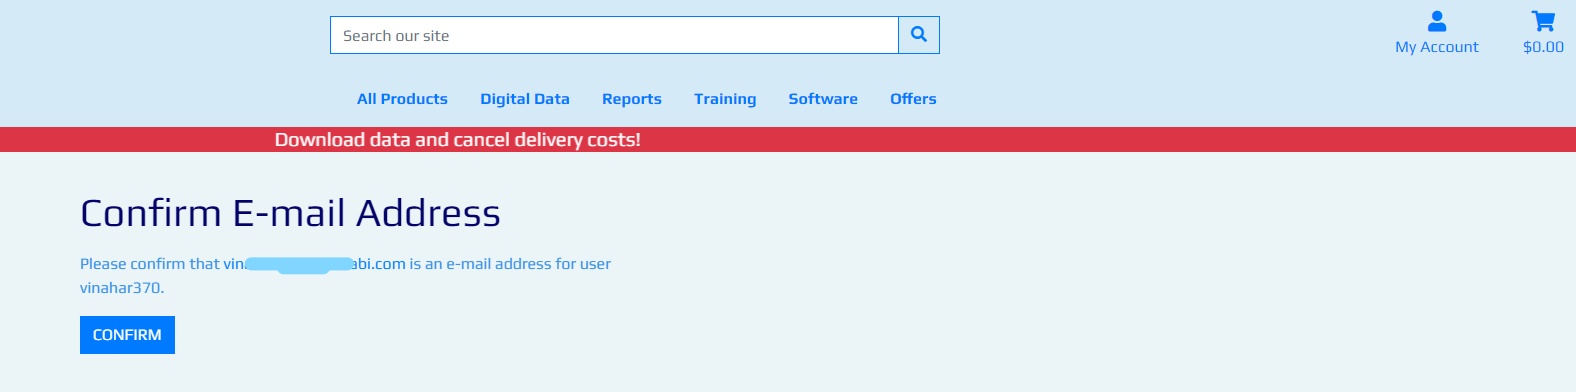 Search our site
My Account
$0.00
All Products Digital Data Reports Training Software Offers
Download data and cancel delivery costs!
Confirm E-mail Address
Please confirm that vin abi.com is an e-mail address for user
vinahar370.
CONFIRM